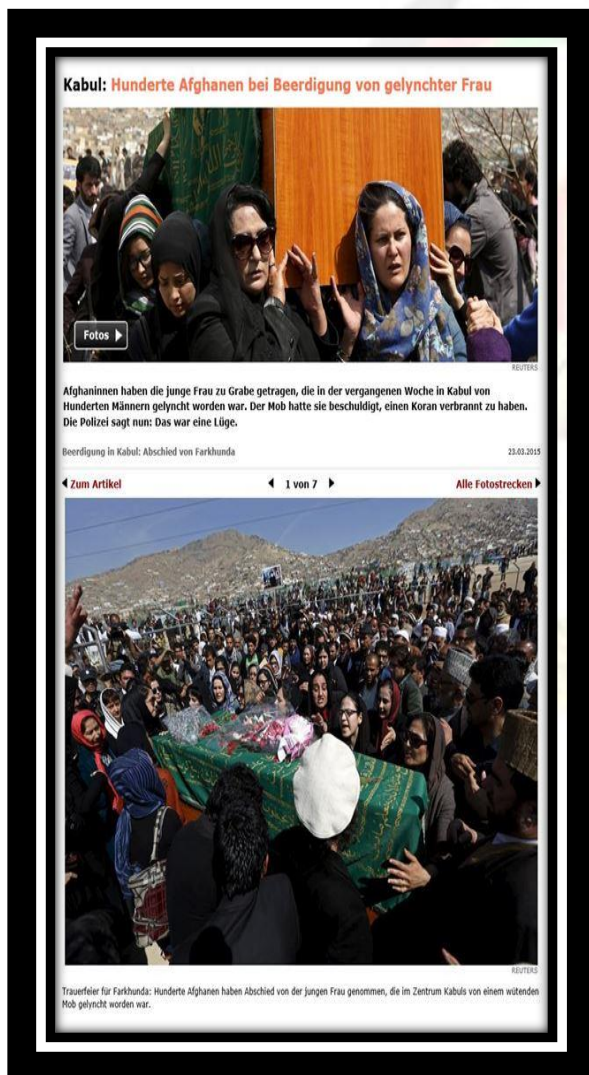 Kabul: Hunderte Afghanen bei Beerdigung von gelynchter Frau
Fotos
REUTERS
Afghaninnen haben die junge Frau zu Grabe getragen, die in der vergangenen Woche in Kabul von
Hunderten Männern gelyncht worden war. Der Mob hatte sie beschuldigt, einen Koran verbrannt zu haben.
Die Polizei sagt nun: Das war eine Lüge.
Beerdigung in Kabul: Abschied von Farkhunda
23.03.2015
Zum Artikel
1 von 7
Alle Fotostrecken
REUTERS
Trauerfeier für Farkhunda: Hunderte Afghanen haben Abschied von der jungen Frau genommen, die im Zentrum Kabuls von einem wütenden
Mob gelyncht worden war.